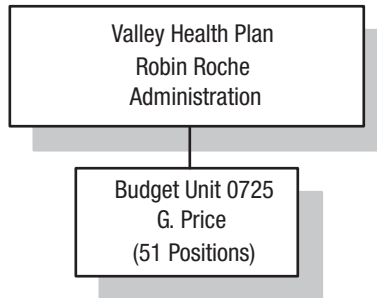 Valley Health Plan
Robin Roche
Administration
Budget Unit 0725
G. Price
(51 Positions)